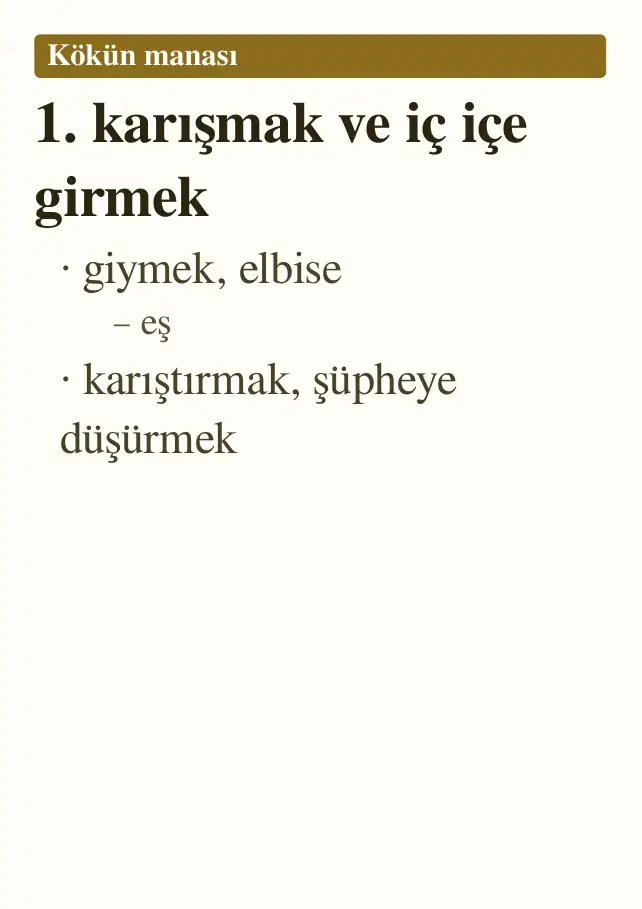 Kökün manası
1. karışmak ve iç içe
girmek
· giymek, elbise
– eş
· karıştırmak, şüpheye
düşürmek